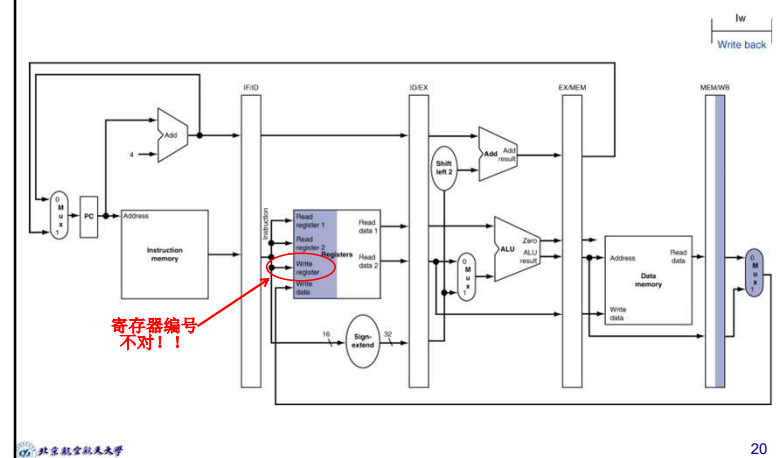 lw
Write back
IF/ID
ID/EX
EX/MEM
MEM/WB
Add
4
Shift
left 2
Add
Add
result
0
M
u
x
1
PC
Address
Instruction
memory
Instruction
Read
register 1
Read
register 2
Registers
Write
register
Write
data
Read
data 1
Read
data 2
0
M
u
x
1
Zero
ALU
ALU
result
Address
Read
data
Data
memory
Write
data
0
M
u
x
1
寄存器编号
不对！！
16
Sign-
extend
32
北京航空航天大学
20